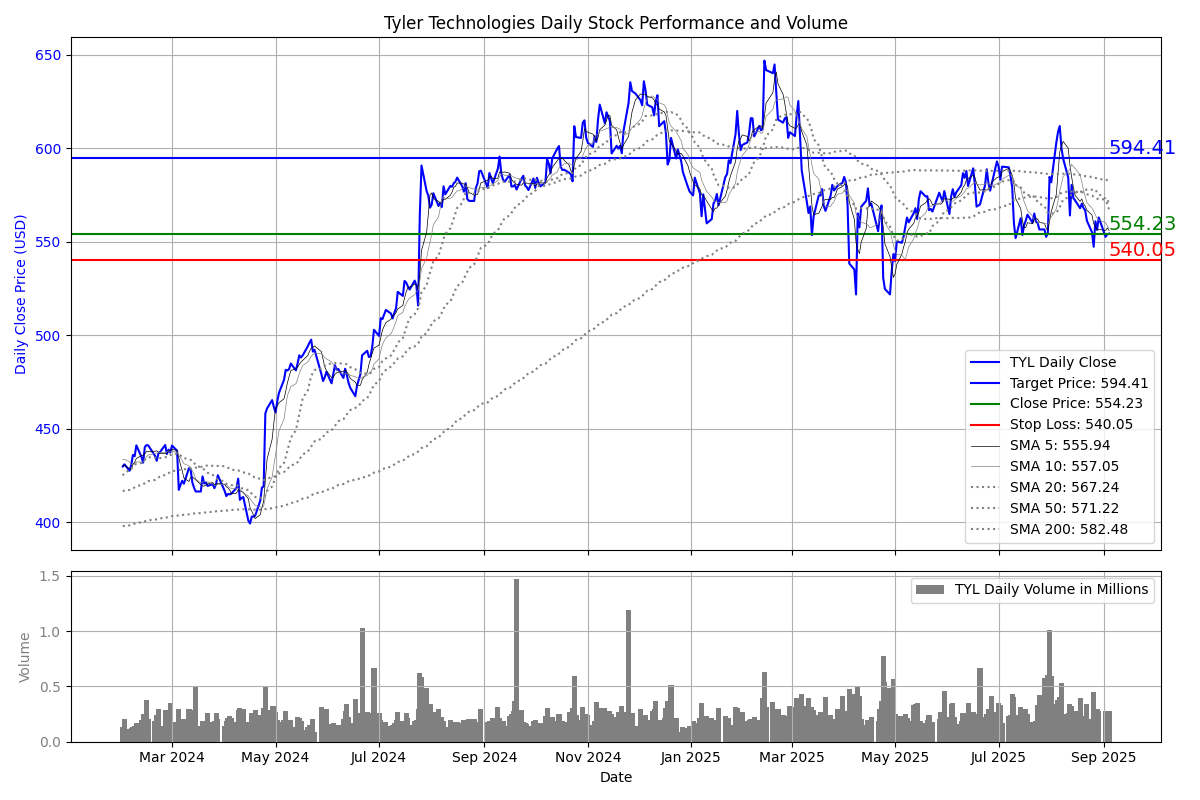 Tyler Technologies Daily Stock Performance and Volume
Daily Close Price (USD)
650
600
550
500
450
400
594.41
554.23
540.05
TYL Daily Close
Target Price: 594.41
Close Price: 554.23
Stop Loss: 540.05
SMA 5: 555.94
SMA 10: 557.05
SMA 20: 567.24
SMA 50: 571.22
SMA 200: 582.48
Volume
1.5
1.0
0.5
0.0
TYL Daily Volume in Millions
Mar 2024
May 2024
Jul 2024
Sep 2024
Nov 2024
Jan 2025
Mar 2025
May 2025
Jul 2025
Sep 2025
Date